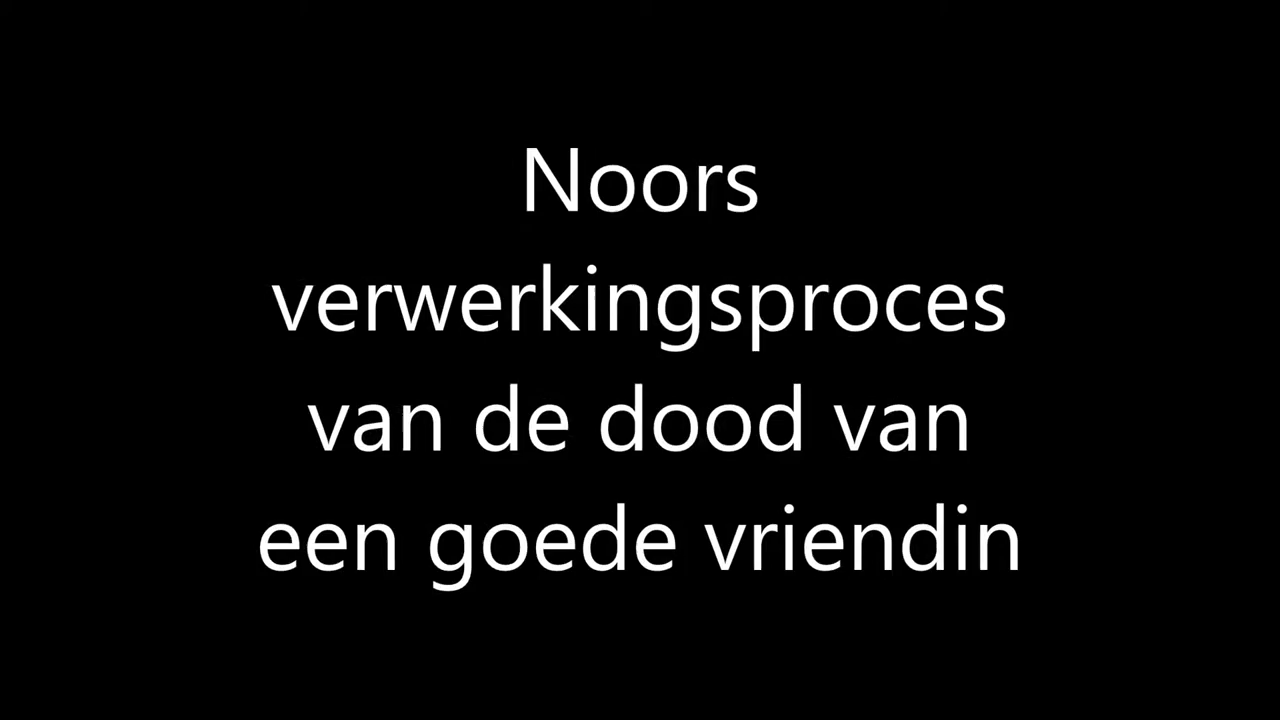 Noors
verwerkingsproces
van de dood van
een goede vriendin